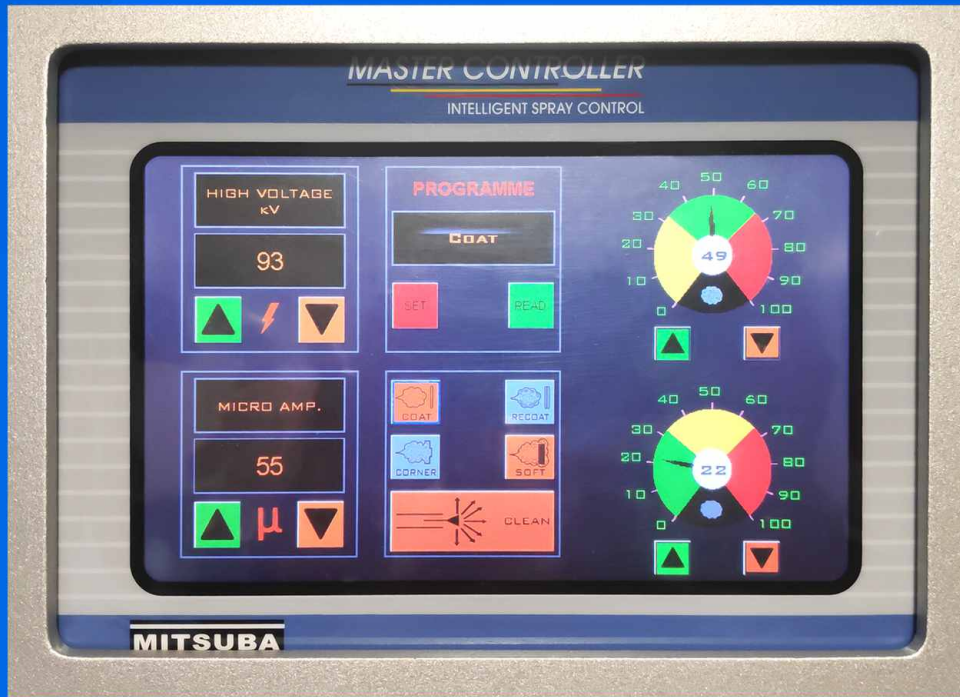 MASTER CONTROLLER
INTELLIGENT SPRAY CONTROL
HIGH VOLTAGE
kV
93
MICRO AMP.
55
μ
PROGRAMME
COAT
SET
READ
COAT
RECOAT
CORNER
SOFT
CLEAN
50
40 60
30 70
20 80
10 90
0 100
49
50
40 60
30 70
20 80
10 90
0 100
22
MITSUBA